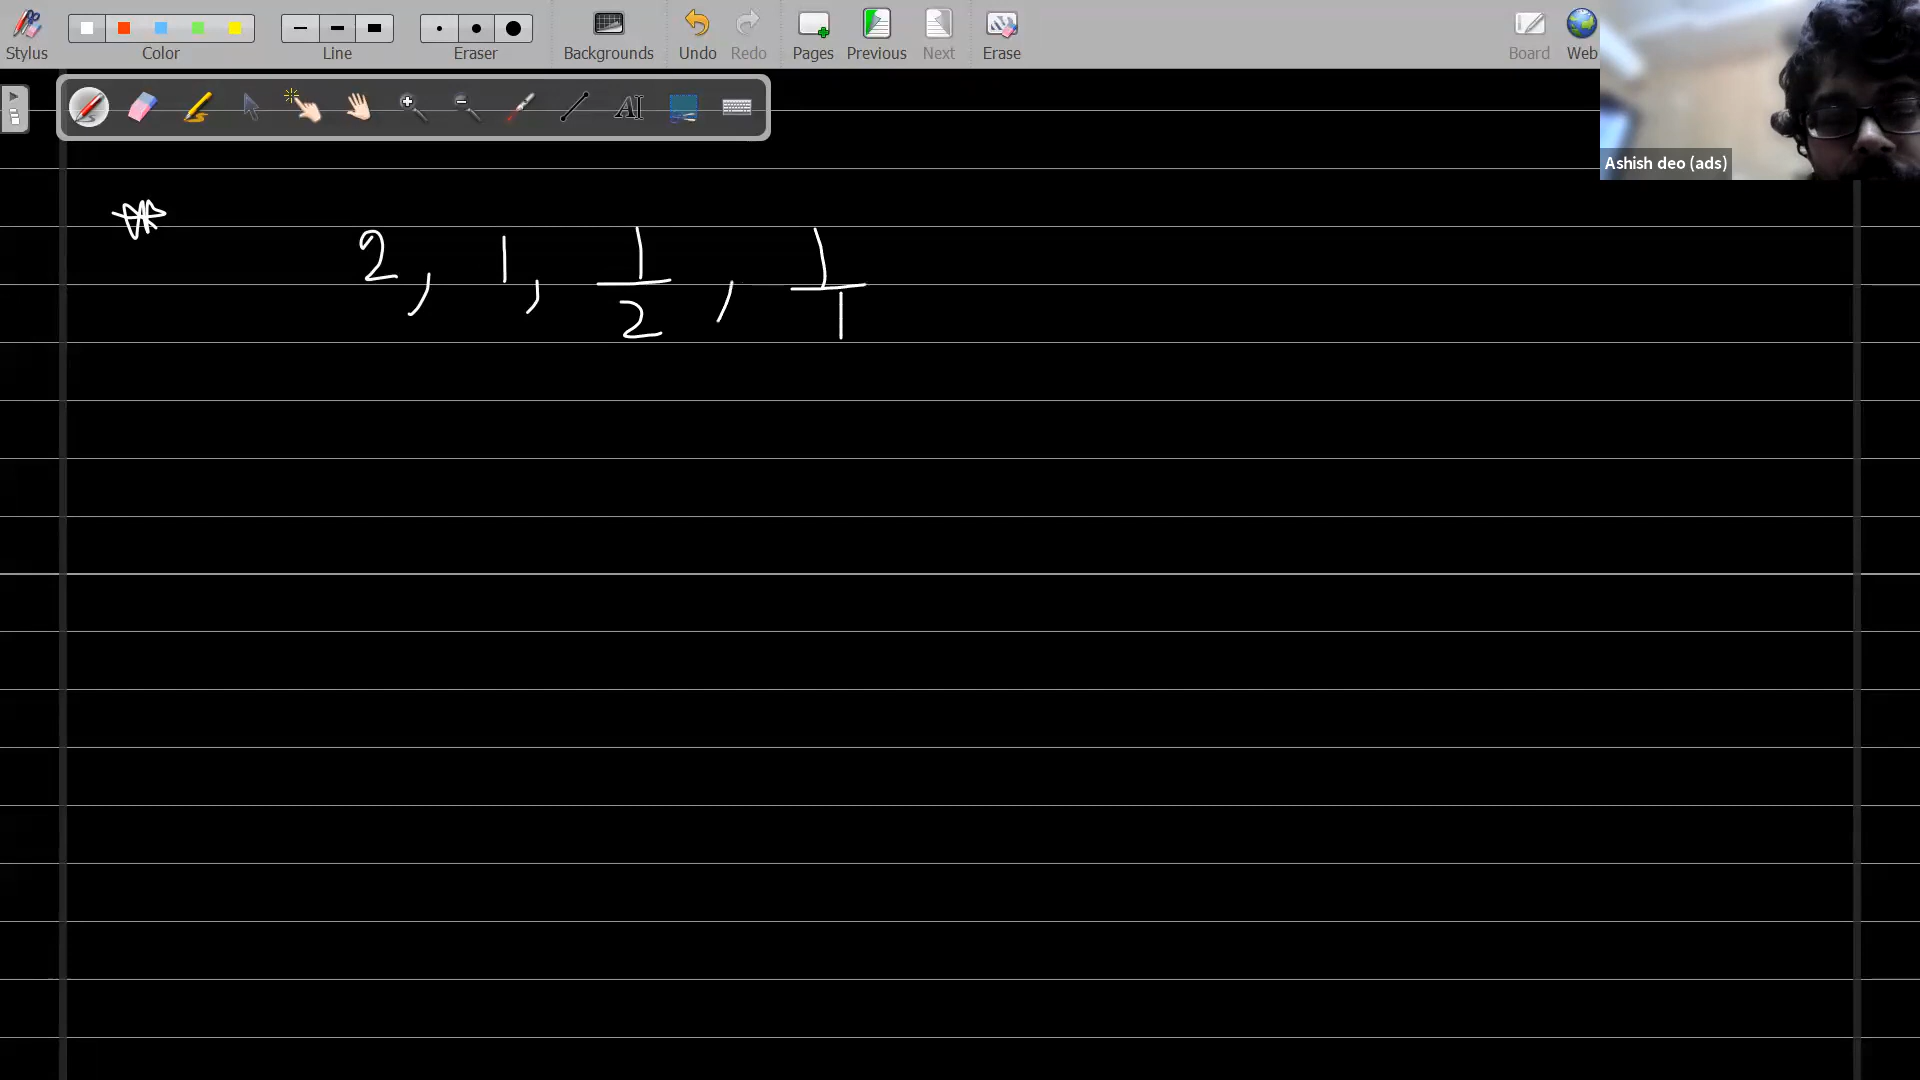 Stylus Color Line Eraser Backgrounds Undo Redo Pages Previous Next Erase Board Web
AI
Ashish deo (ads)
2, 1, 1/2, 1/1